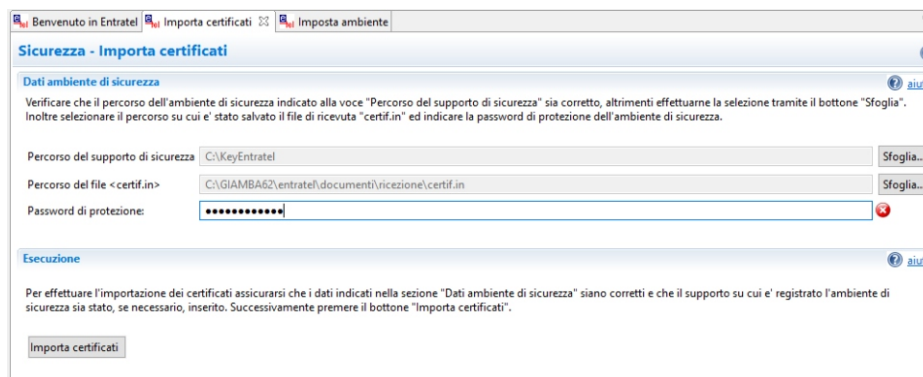 Benvenuto in Entratel Importa certificati Imposta ambiente
Sicurezza - Importa certificati
Dati ambiente di sicurezza
Verificare che il percorso dell'ambiente di sicurezza indicato alla voce "Percorso del supporto di sicurezza" sia corretto, altrimenti effettuarne la selezione tramite il bottone "Sfoglia".
Inoltre selezionare il percorso su cui e' stato salvato il file di ricevuta "certif.in" ed indicare la password di protezione dell'ambiente di sicurezza.
Percorso del supporto di sicurezza C:\KeyEntratel Sfoglia...
Percorso del file <certif.in> C:\GIAMBA62\entratel\documenti\ricezione\certif.in Sfoglia...
Password di protezione: ●●●●●●●●●●●●
Esecuzione
Per effettuare l'importazione dei certificati assicurarsi che i dati indicati nella sezione "Dati ambiente di sicurezza" siano corretti e che il supporto su cui e' registrato l'ambiente di
sicurezza sia stato, se necessario, inserito. Successivamente premere il bottone "Importa certificati".
Importa certificati